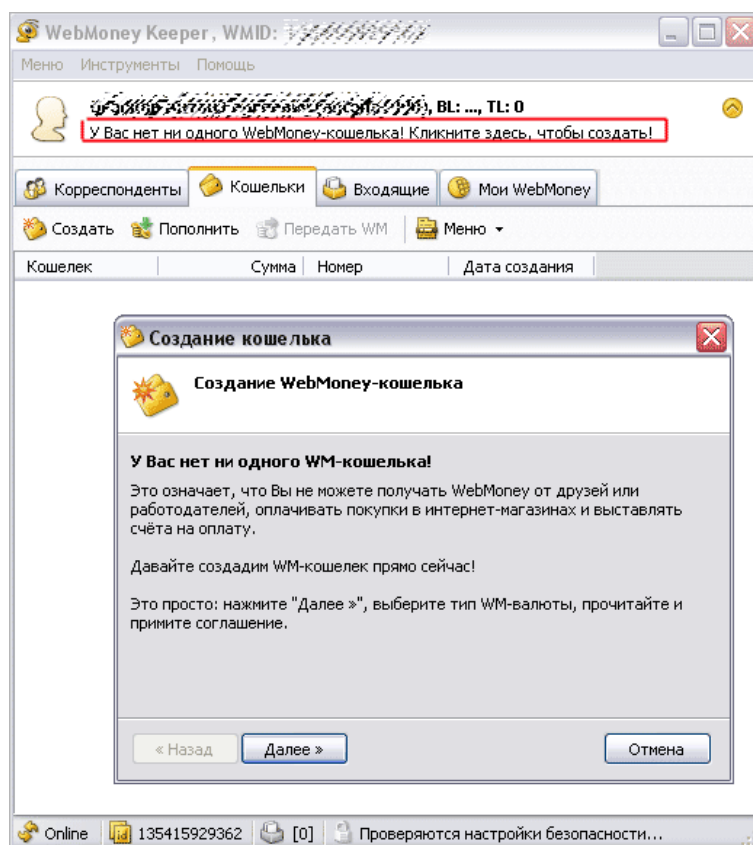 WebMoney Keeper, WMID:
Меню Инструменты Помощь
, BL: ..., TL: 0
У Вас нет ни одного WebMoney-кошелька! Кликните здесь, чтобы создать!
Корреспонденты Кошельки Входящие Мои WebMoney
Создать Пополнить Передать WM Меню
Кошелек Сумма Номер Дата создания
Создание кошелька
Создание WebMoney-кошелька
У Вас нет ни одного WM-кошелька!
Это означает, что Вы не можете получать WebMoney от друзей или
работодателей, оплачивать покупки в интернет-магазинах и выставлять
счёта на оплату.
Давайте создадим WM-кошелек прямо сейчас!
Это просто: нажмите "Далее »", выберите тип WM-валюты, прочитайте и
примите соглашение.
« Назад Далее » Отмена
Online id 135415929362 [0] Проверяются настройки безопасности...